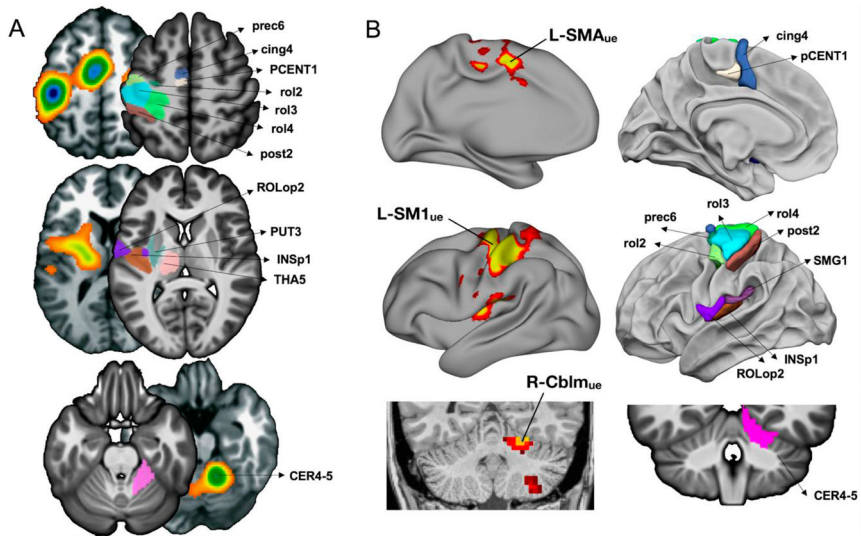 A
prec6
cing4
PCENT1
rol2
rol3
rol4
post2
ROLop2
PUT3
INSp1
THA5
CER4-5
B
L-SMAue
cing4
pCENT1
L-SM1ue
rol3
prec6
rol4
post2
rol2
SMG1
INSp1
ROLop2
R-Cblmue
CER4-5